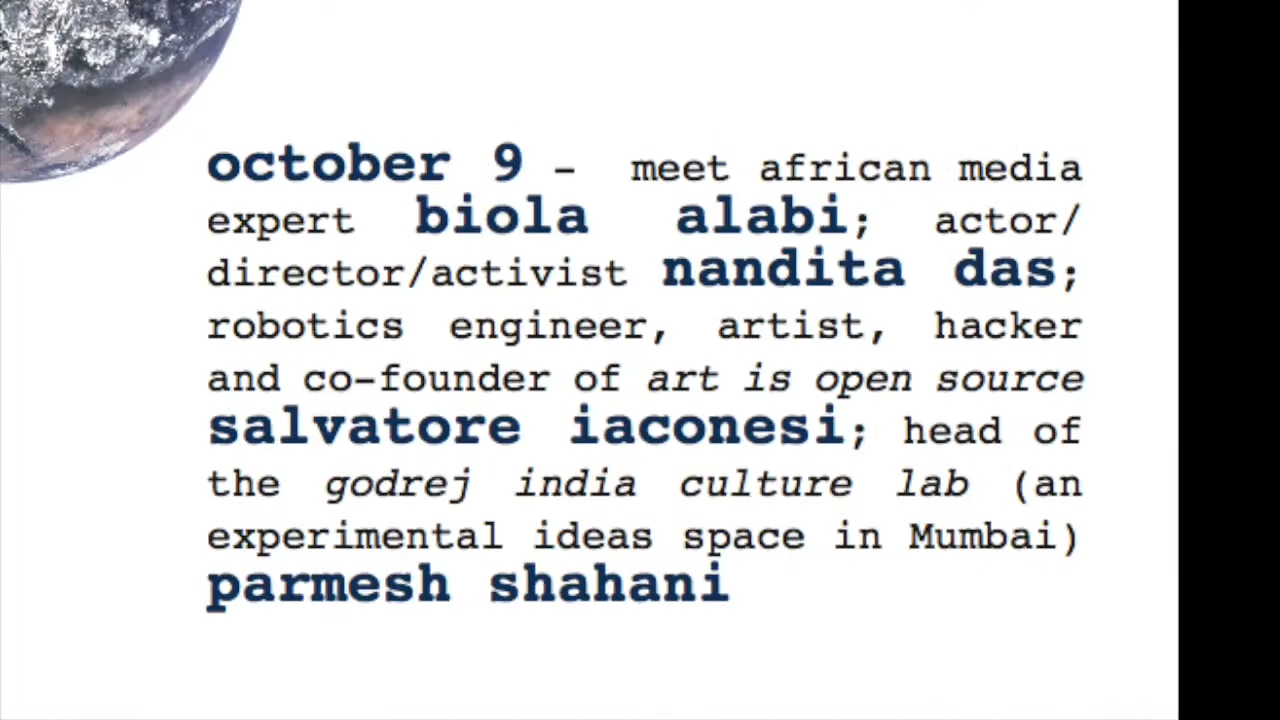 october 9 - meet african media
expert biola alabi; actor/
director/activist nandita das;
robotics engineer, artist, hacker
and co-founder of art is open source
salvatore iaconesi; head of
the godrej india culture lab (an
experimental ideas space in Mumbai)
parmesh shahani